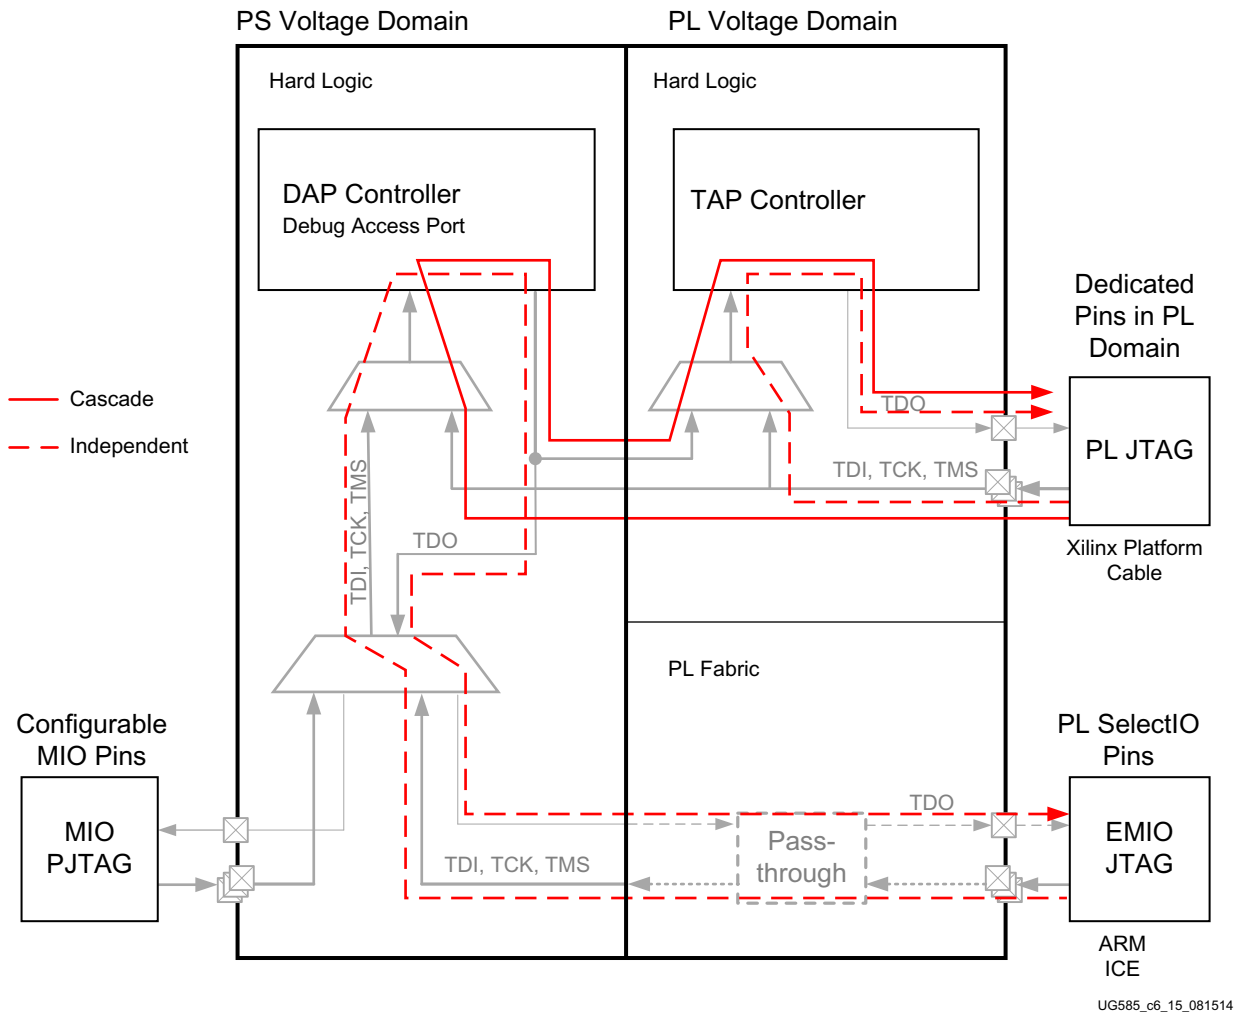 PS Voltage Domain
PL Voltage Domain
Hard Logic
Hard Logic
DAP Controller
Debug Access Port
TAP Controller
Dedicated
Pins in PL
Domain
Cascade
Independent
TDO
PL JTAG
TDI, TCK, TMS
TDI, TCK, TMS
TDO
Xilinx Platform
Cable
PL Fabric
Configurable
MIO Pins
PL SelectIO
Pins
MIO
PJTAG
TDO
Pass-
through
EMIO
JTAG
TDI, TCK, TMS
ARM
ICE
UG585_c6_15_081514